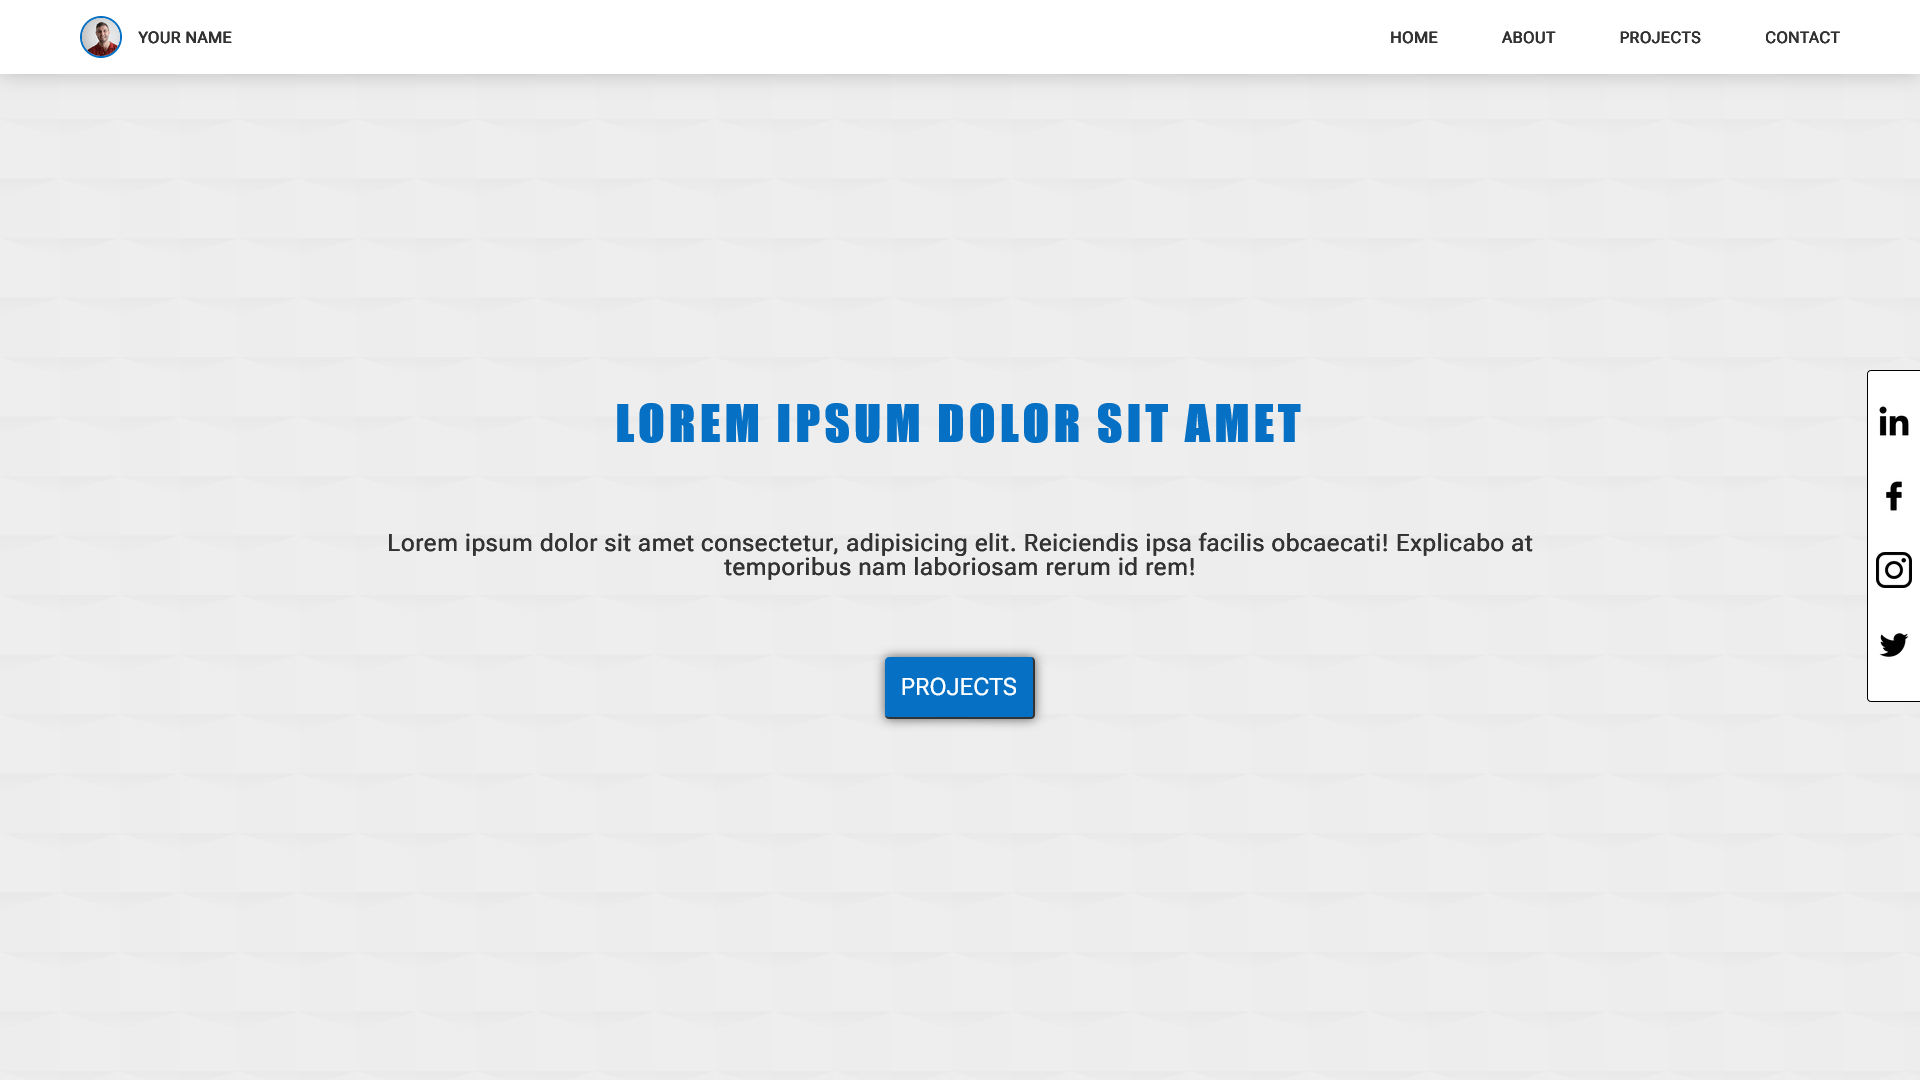 YOUR NAME
HOME
ABOUT
PROJECTS
CONTACT
LOREM IPSUM DOLOR SIT AMET
Lorem ipsum dolor sit amet consectetur, adipisicing elit. Reiciendis ipsa facilis obcaecati! Explicabo at
temporibus nam laboriosam rerum id rem!
PROJECTS
in
f